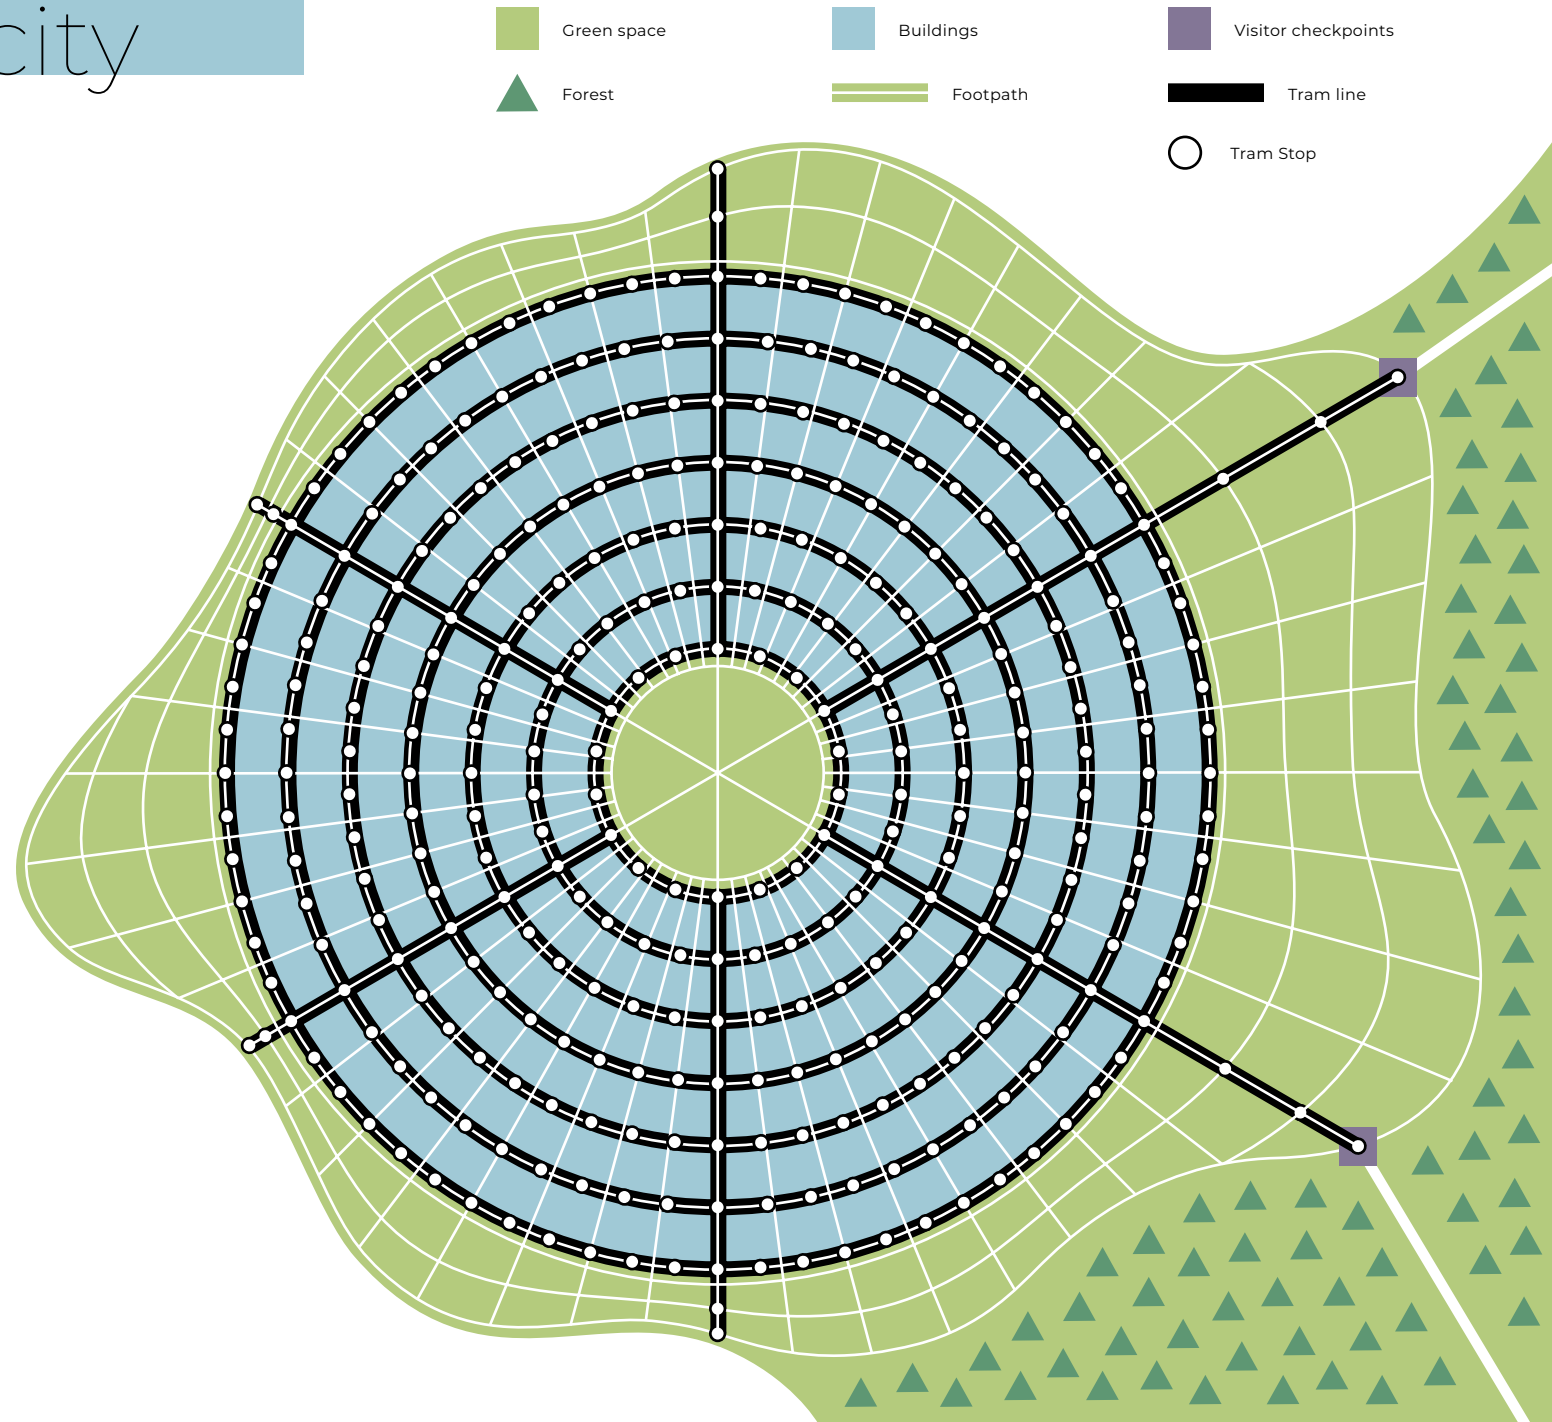 city
Green space
Buildings
Visitor checkpoints
Forest
Footpath
Tram line
Tram Stop